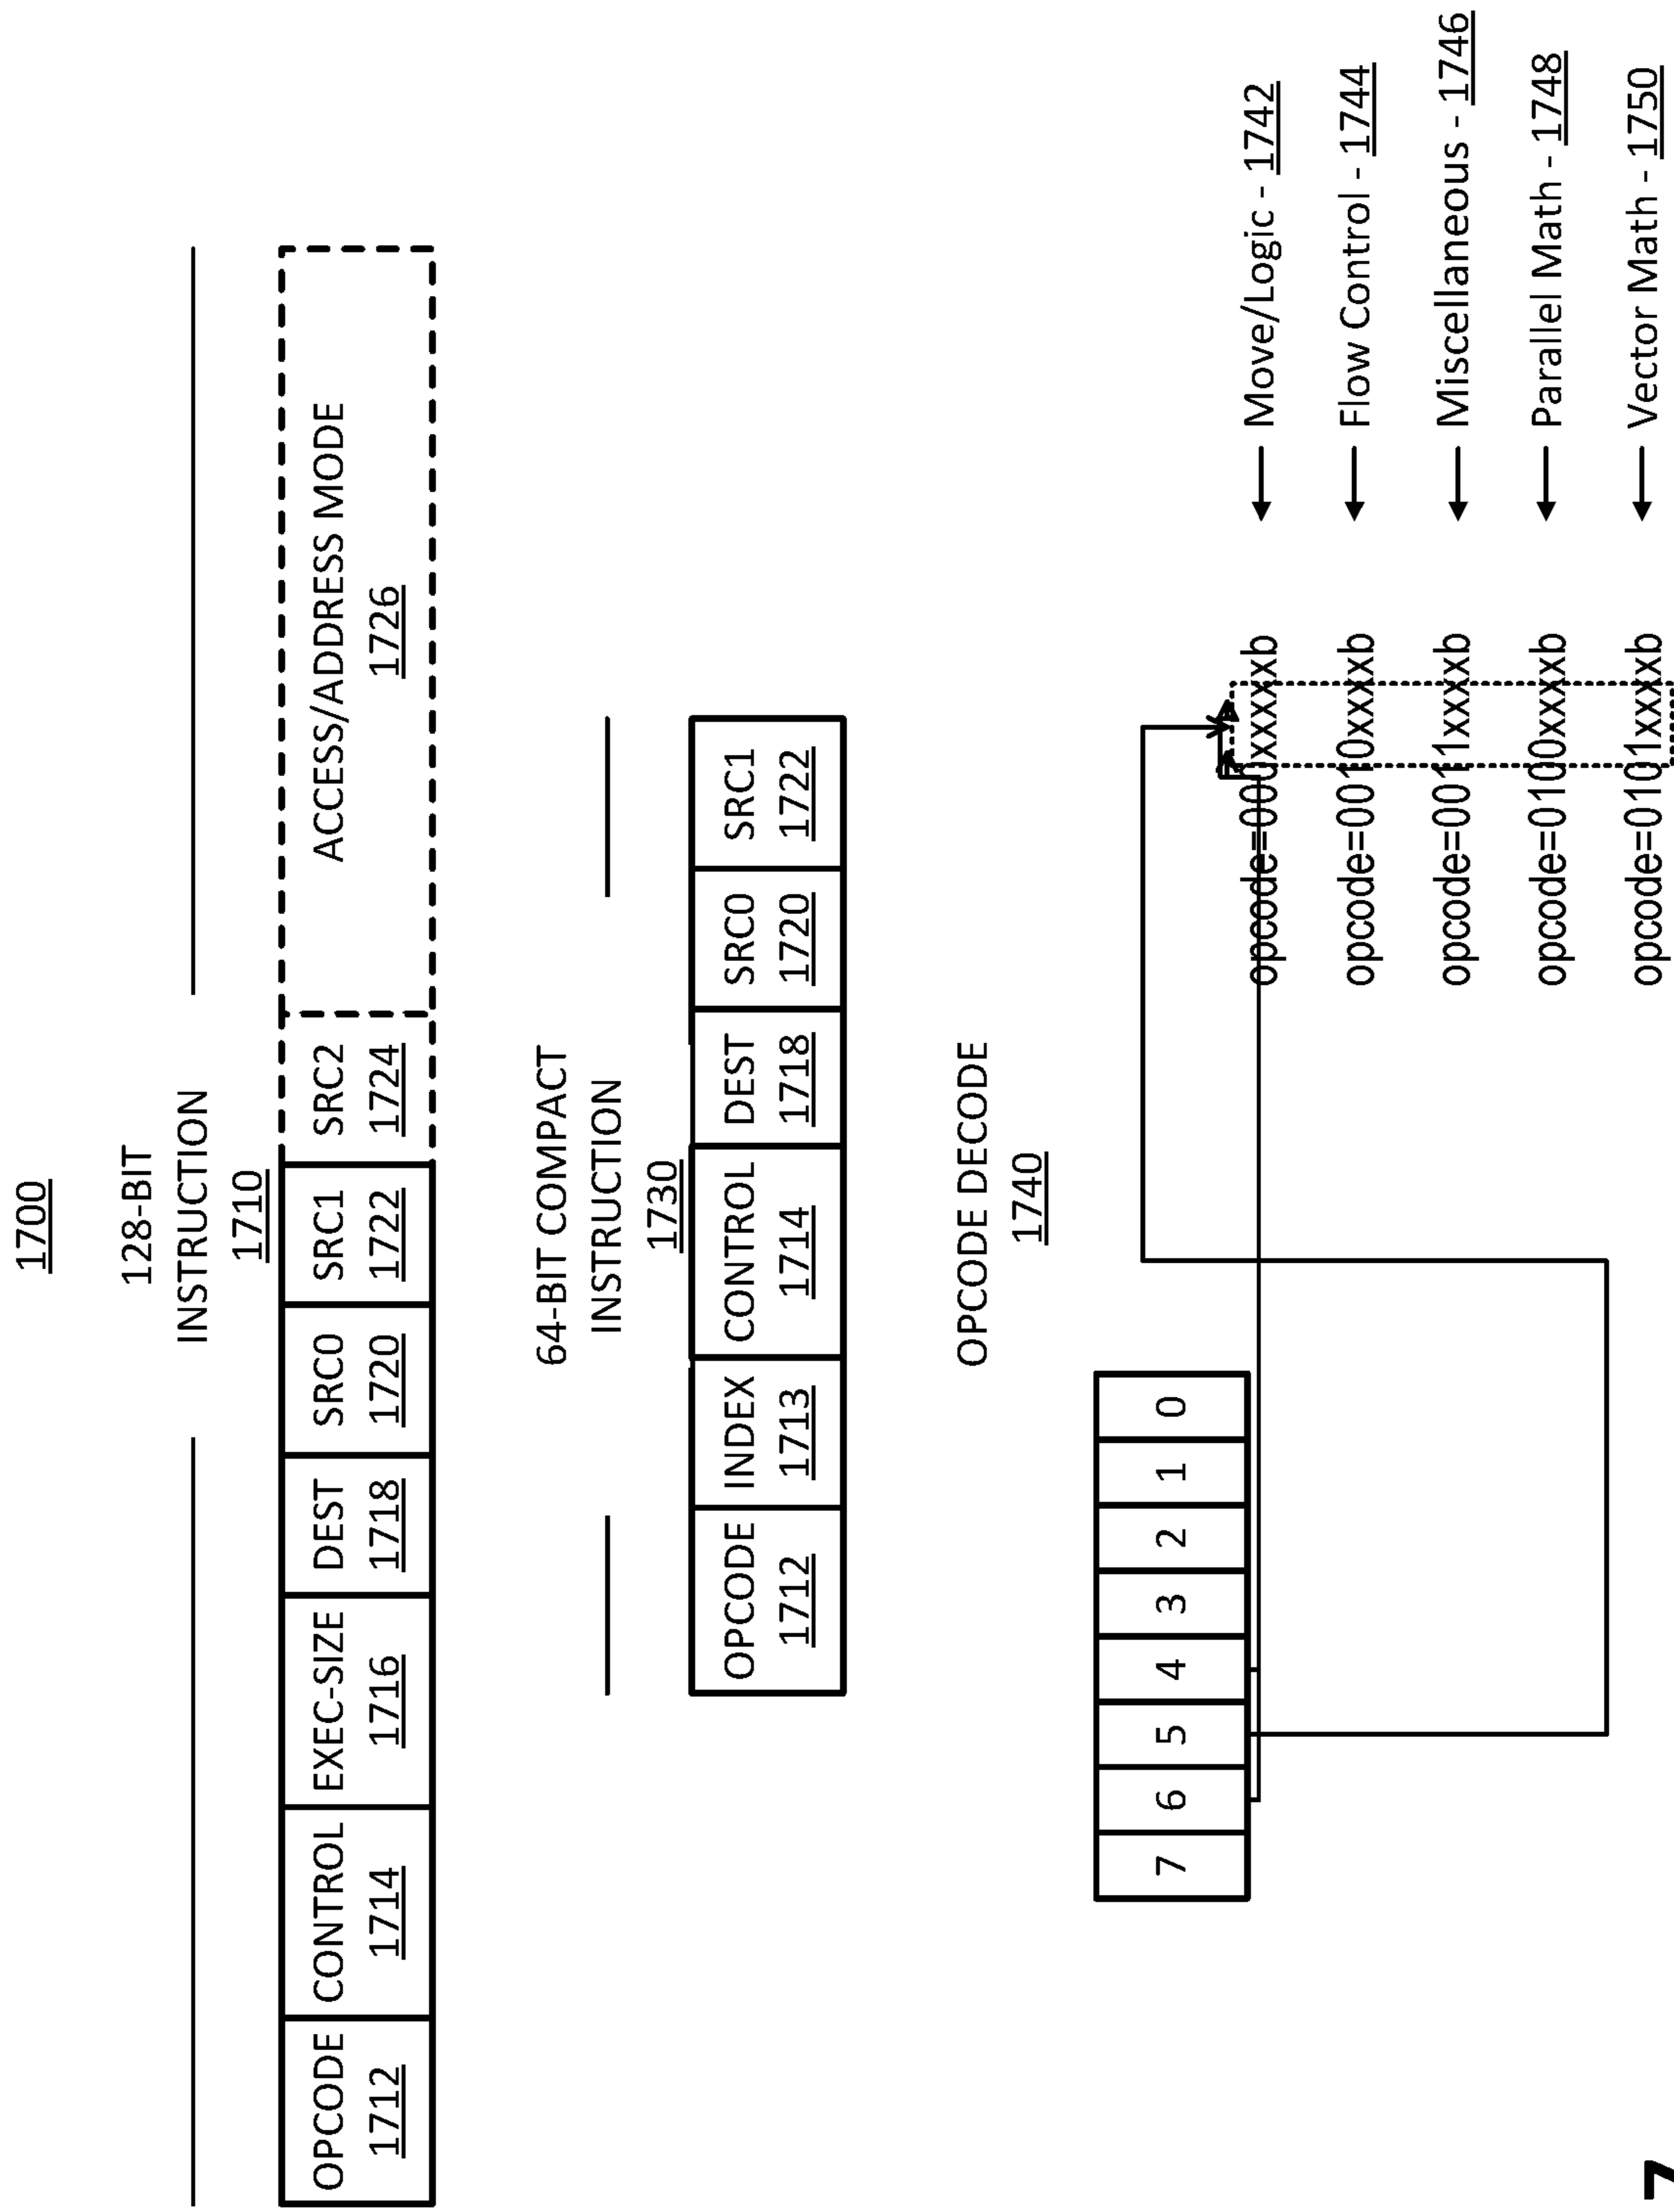 1700
128-BIT
INSTRUCTION
1710
OPCODE
1712
CONTROL
1714
EXEC-SIZE
1716
DEST
1718
SRC0
1720
SRC1
1722
SRC2
1724
ACCESS/ADDRESS MODE
1726
64-BIT COMPACT
INSTRUCTION
1730
OPCODE
1712
INDEX
1713
CONTROL
1714
DEST
1718
SRC0
1720
SRC1
1722
OPCODE DECODE
1740
7 6 5 4 3 2 1 0
opcode=000xxxxxb Move/Logic - 1742
opcode=0010xxxxb Flow Control - 1744
opcode=0011xxxxb Miscellaneous - 1746
opcode=0100xxxxb Parallel Math - 1748
opcode=0101xxxxb Vector Math - 1750